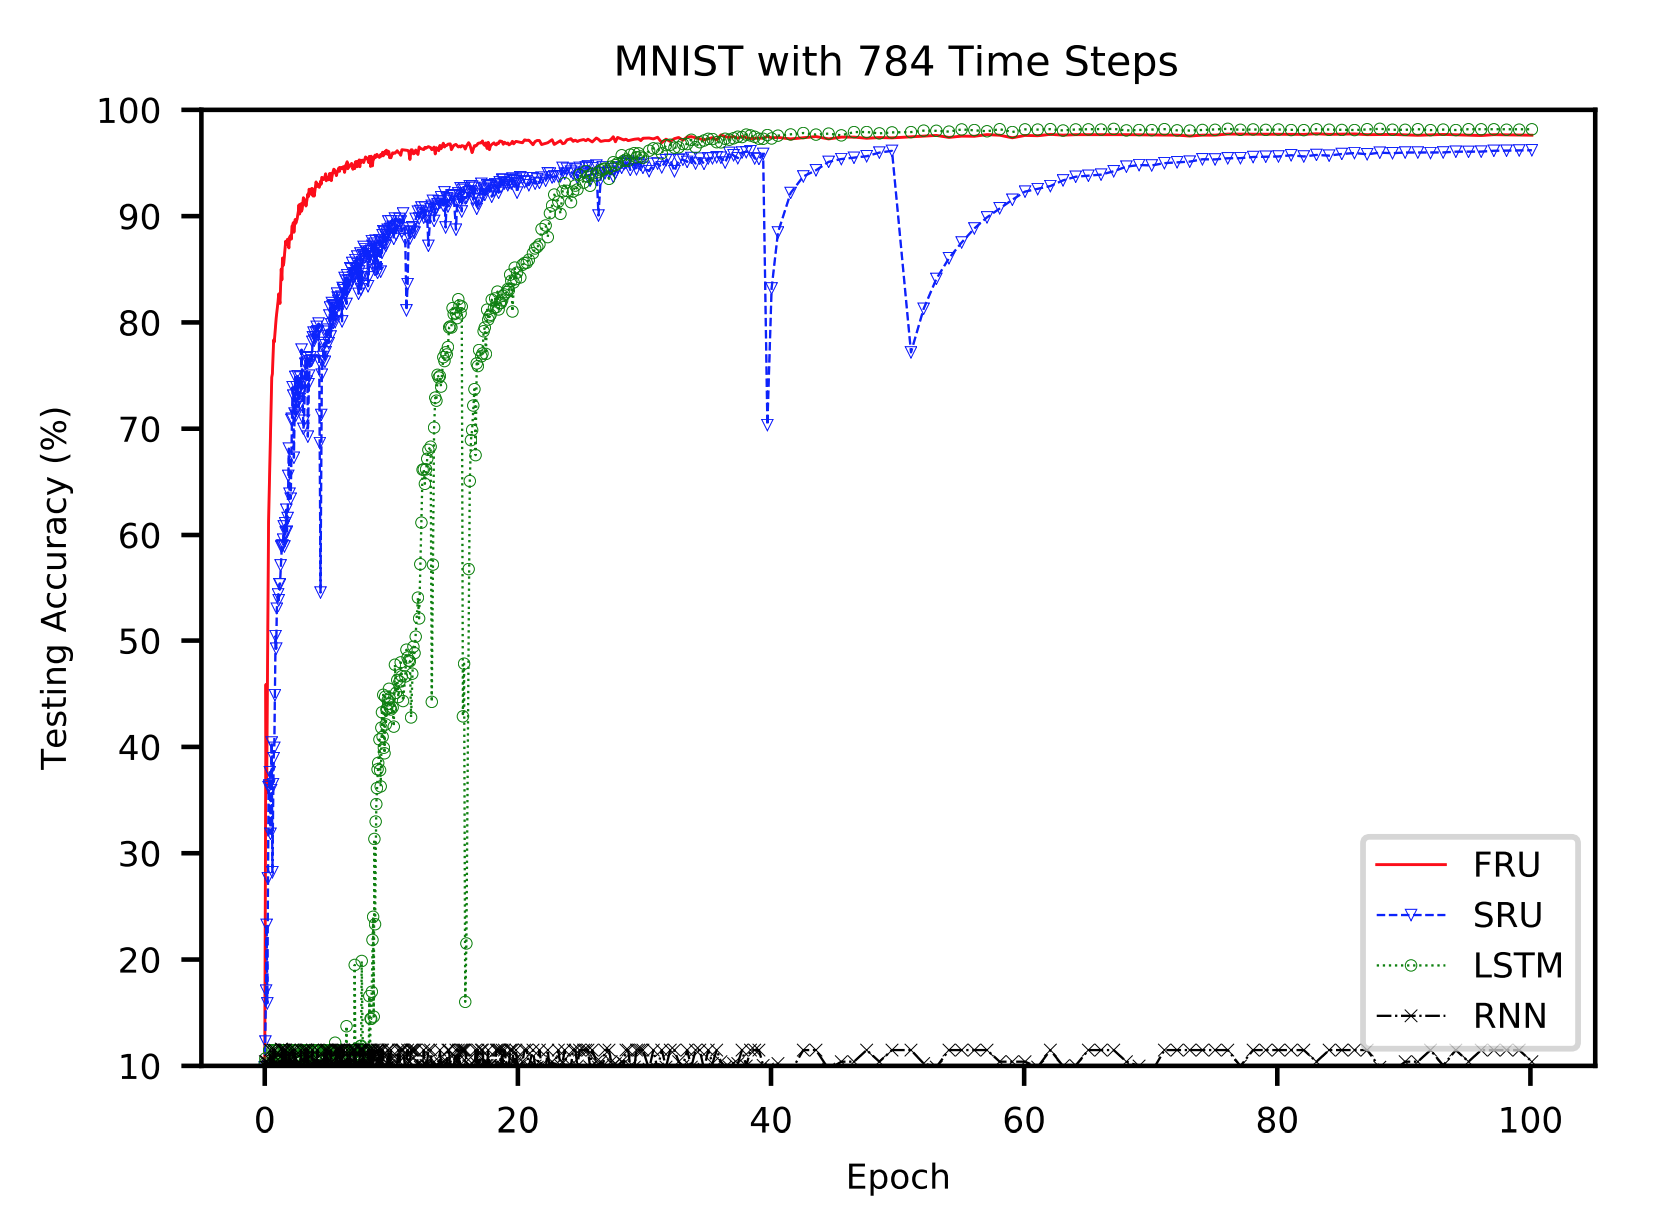 MNIST with 784 Time Steps
100
90
80
70
60
50
40
30
20
10
Testing Accuracy (%)
FRU
SRU
LSTM
RNN
0 20 40 60 80 100
Epoch